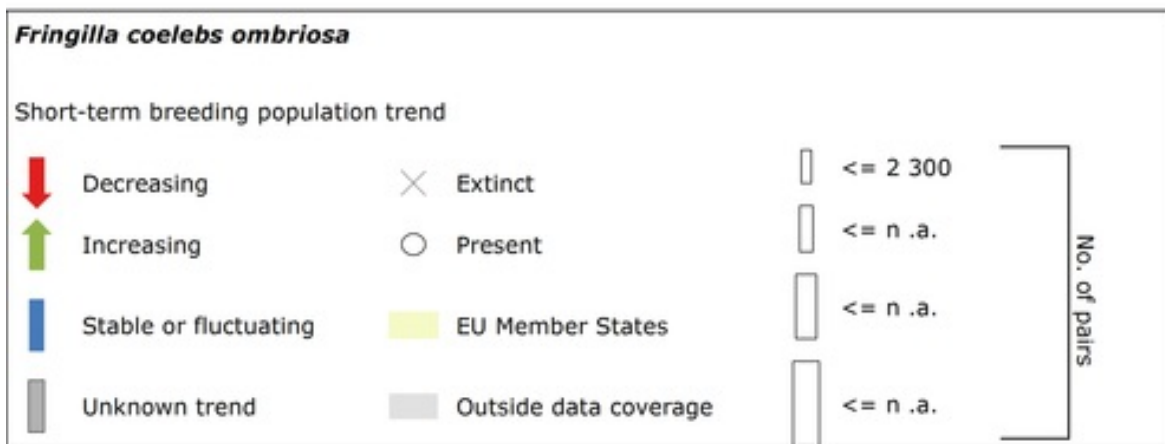 Fringilla coelebs ombriosa
Short-term breeding population trend
Decreasing
Increasing
Stable or fluctuating
Unknown trend
Extinct
Present
EU Member States
Outside data coverage
<= 2 300
<= n .a.
<= n .a.
<= n .a.
No. of pairs